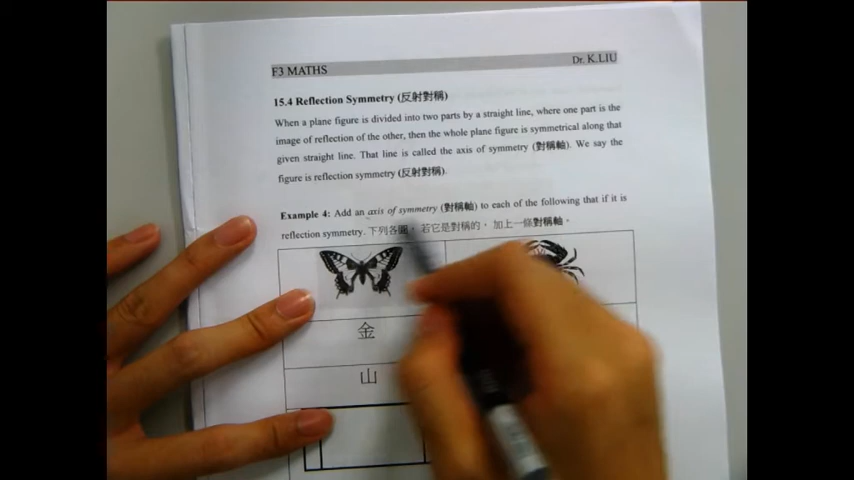 F3 MATHS
Dr. K.LIU
15.4 Reflection Symmetry (反射對稱)
When a plane figure is divided into two parts by a straight line, where one part is the
image of reflection of the other, then the whole plane figure is symmetrical along that
given straight line. That line is called the axis of symmetry (對稱軸). We say the
figure is reflection symmetry (反射對稱).
Example 4: Add an axis of symmetry (對稱軸) to each of the following that if it is
reflection symmetry. 下列各圖，若它是對稱的，加上一條對稱軸。
金
山